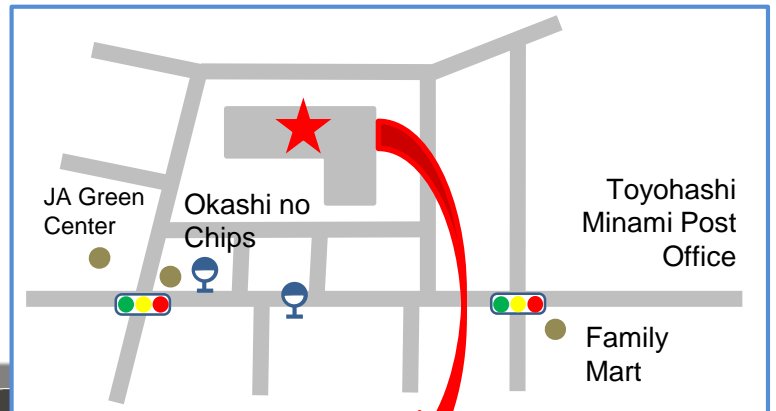 JA Green
Center
Okashi no
Chips
Toyohashi
Minami Post
Office
Family
Mart